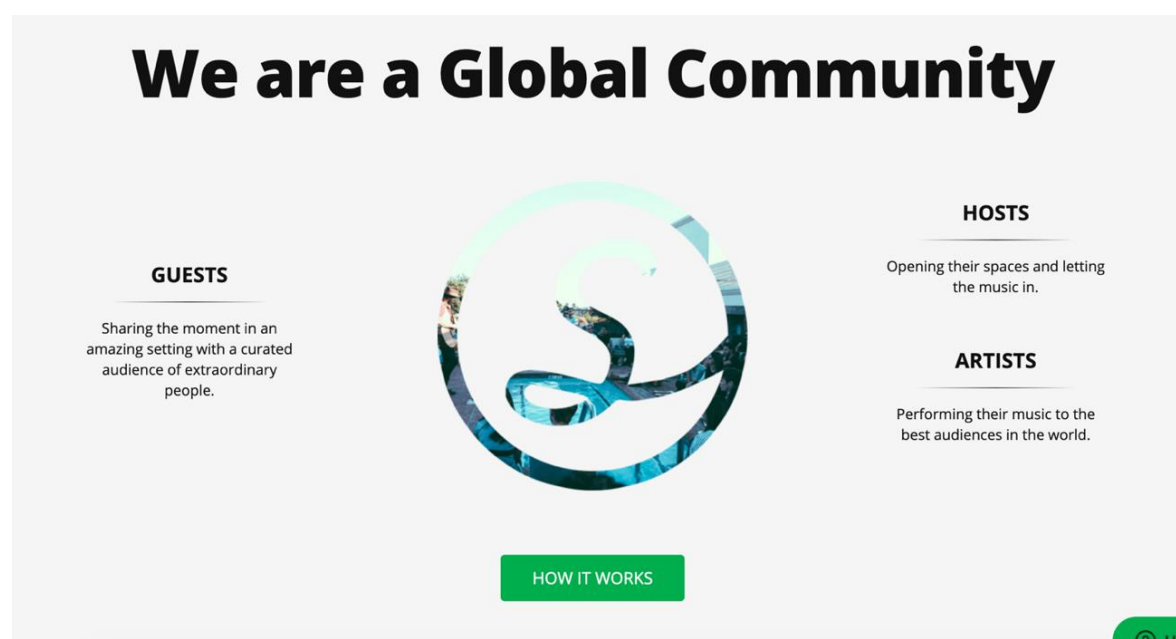 We are a Global Community
GUESTS
Sharing the moment in an
amazing setting with a curated
audience of extraordinary
people.
HOSTS
Opening their spaces and letting
the music in.
ARTISTS
Performing their music to the
best audiences in the world.
HOW IT WORKS